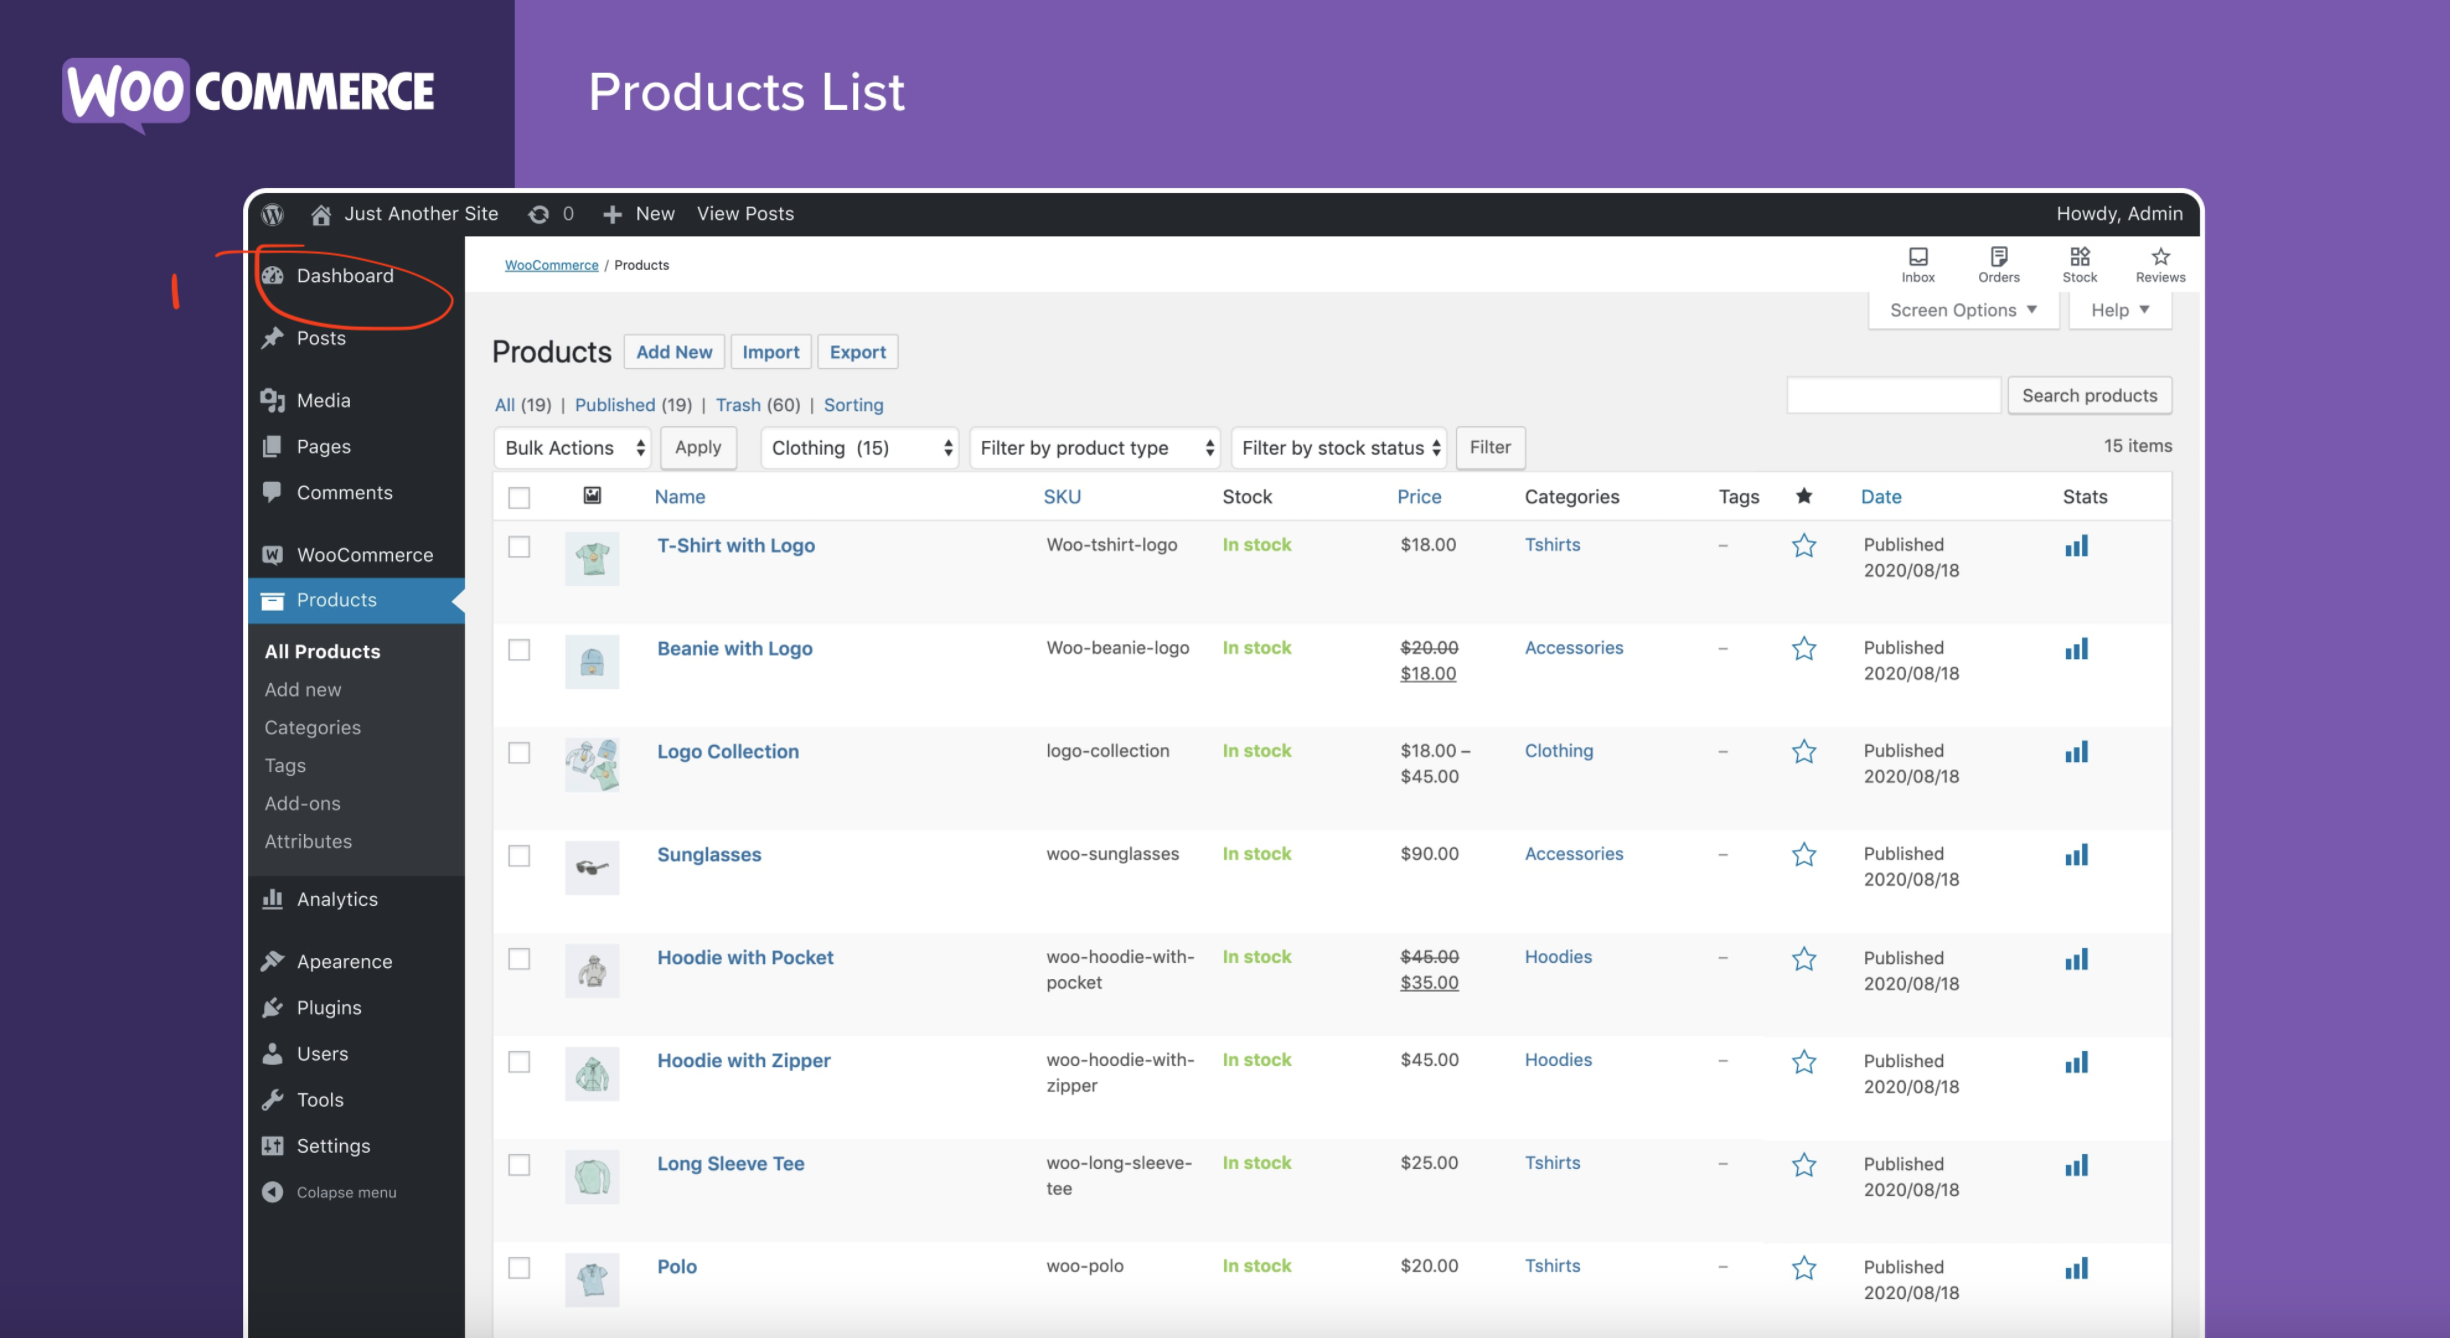 WOO COMMERCE
Products List
Just Another Site 0 New View Posts Howdy, Admin
1
Dashboard
Posts
Media
Pages
Comments
WooCommerce
Products
All Products
Add new
Categories
Tags
Add-ons
Attributes
Analytics
Apearence
Plugins
Users
Tools
Settings
Colapse menu
WooCommerce / Products
Inbox Orders Stock Reviews
Screen Options Help
Products Add New Import Export
All (19) | Published (19) | Trash (60) | Sorting
Search products
Bulk Actions Apply Clothing (15) Filter by product type Filter by stock status Filter
15 items
Name SKU Stock Price Categories Tags Date Stats
T-Shirt with Logo Woo-tshirt-logo In stock $18.00 Tshirts – Published
2020/08/18
Beanie with Logo Woo-beanie-logo In stock $20.00 Accessories – Published
$18.00 2020/08/18
Logo Collection logo-collection In stock $18.00 – Clothing – Published
$45.00 2020/08/18
Sunglasses woo-sunglasses In stock $90.00 Accessories – Published
2020/08/18
Hoodie with Pocket woo-hoodie-with- In stock $45.00 Hoodies – Published
pocket $35.00 2020/08/18
Hoodie with Zipper woo-hoodie-with- In stock $45.00 Hoodies – Published
zipper 2020/08/18
Long Sleeve Tee woo-long-sleeve- In stock $25.00 Tshirts – Published
tee 2020/08/18
Polo woo-polo In stock $20.00 Tshirts – Published
2020/08/18